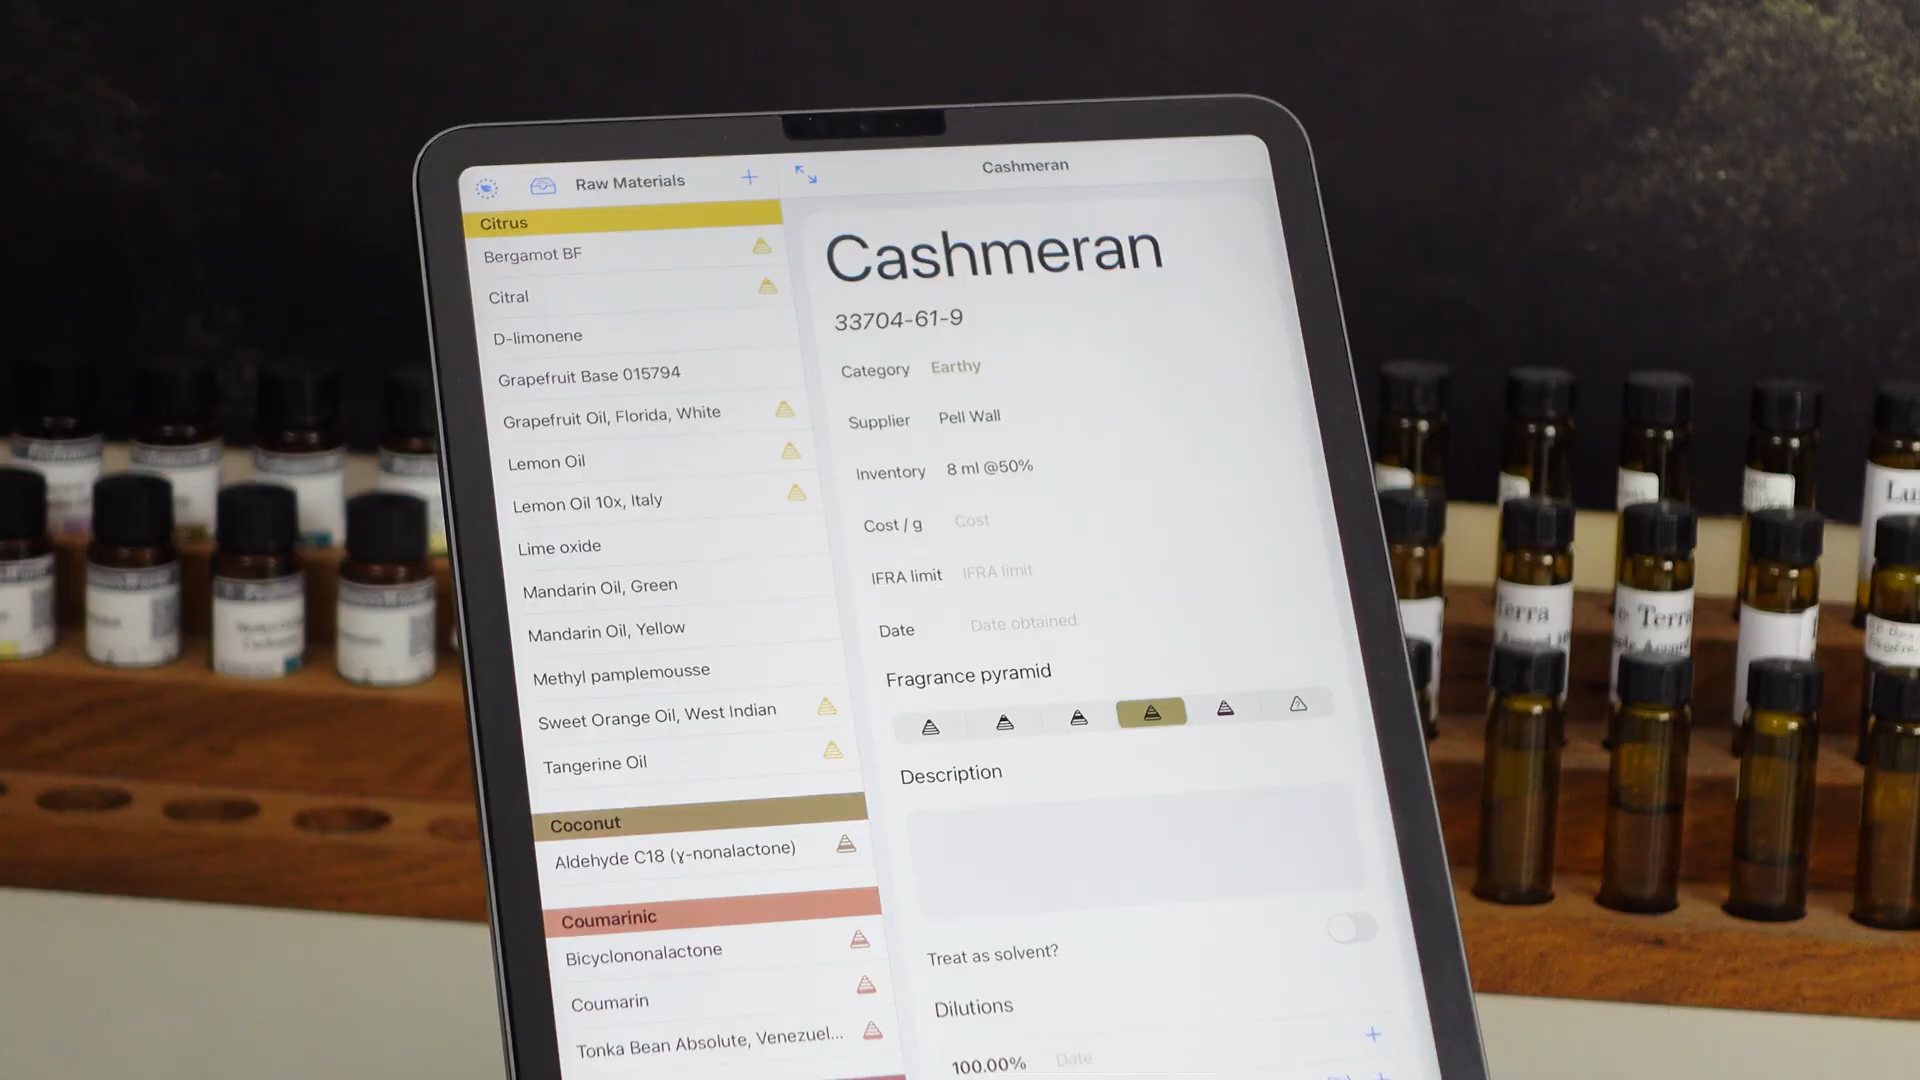 Raw Materials
Citrus
Bergamot BF
Citral
D-limonene
Grapefruit Base 015794
Grapefruit Oil, Florida, White
Lemon Oil
Lemon Oil 10x, Italy
Lime oxide
Mandarin Oil, Green
Mandarin Oil, Yellow
Methyl pamplemousse
Sweet Orange Oil, West Indian
Tangerine Oil
Coconut
Aldehyde C18 (γ-nonalactone)
Coumarinic
Bicyclononalactone
Coumarin
Tonka Bean Absolute, Venezuel...
Cashmeran
Cashmeran
33704-61-9
Category Earthy
Supplier Pell Wall
Inventory 8 ml @50%
Cost / g Cost
IFRA limit IFRA limit
Date Date obtained
Fragrance pyramid
Description
Treat as solvent?
Dilutions
100.00% Date
Terra
Terra